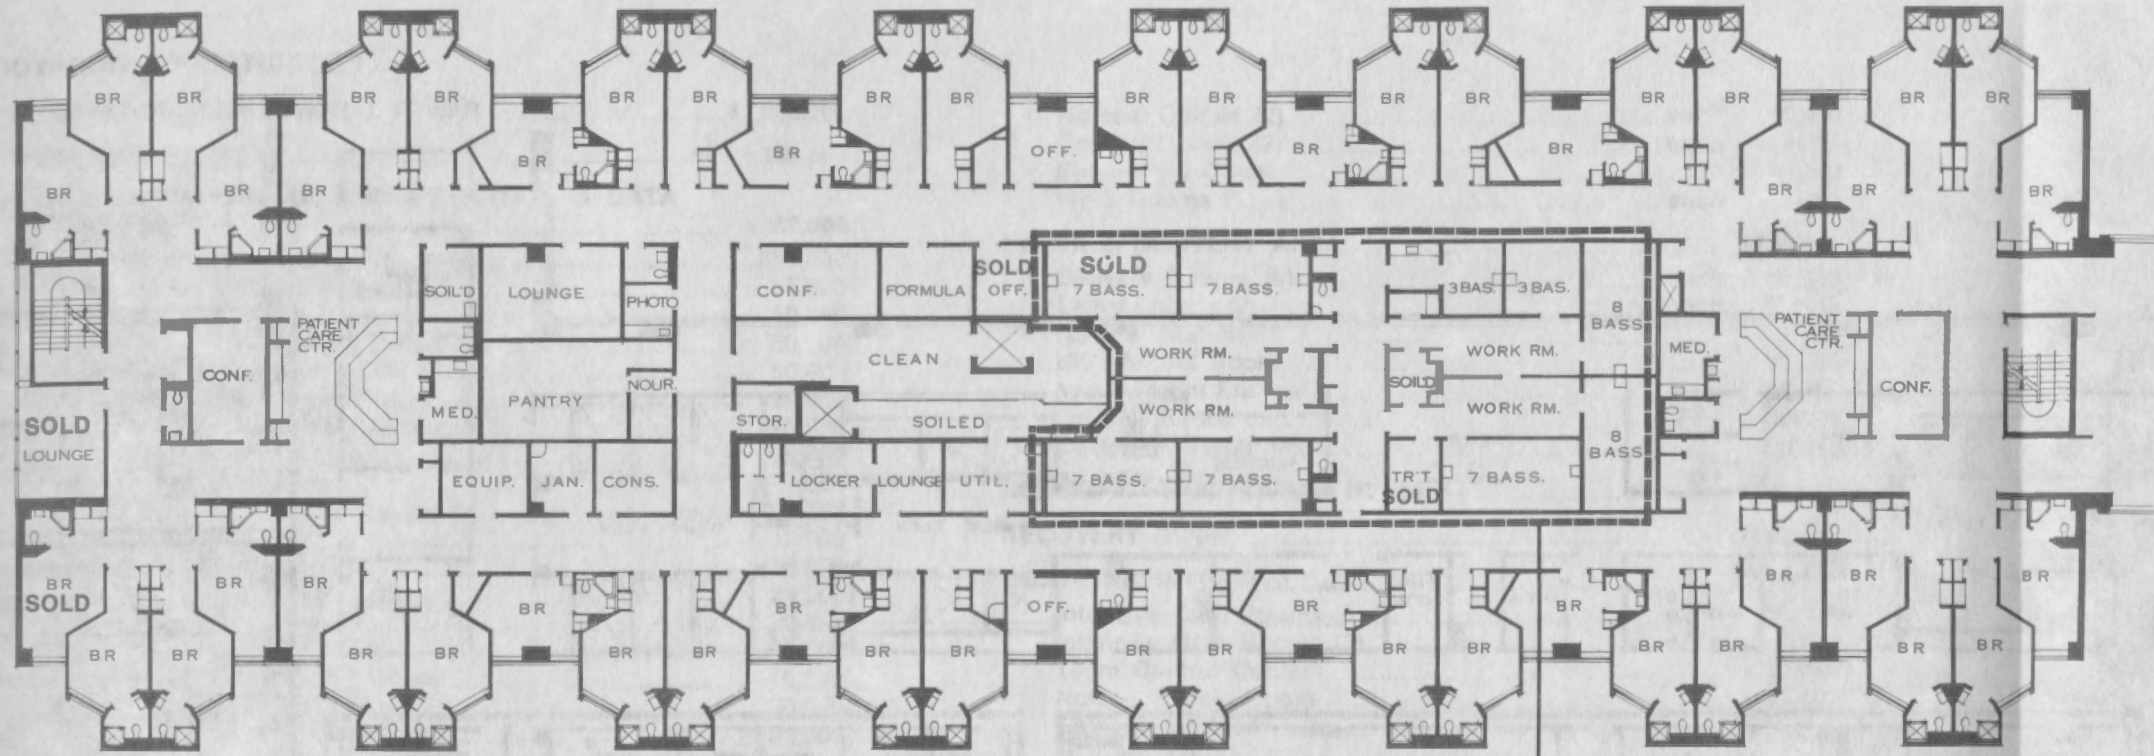 BR BR BR BR BR BR BR BR BR BR BR BR BR BR BR BR
BR BR OFF. BR BR
BR BR BR BR BR BR
SOLD
OFF.
SOLD
7 BASS.
7 BASS.
SOIL'D
LOUNGE
PHOTO
CONF.
FORMULA
3 BAS.
3 BAS.
8
BASS
PATIENT
CARE
CTR.
PATIENT
CARE
CTR.
CLEAN
WORK RM.
WORK RM.
MED.
CONF.
NOUR.
SOIL'D
CONF.
MED.
PANTRY
WORK RM.
WORK RM.
STOR.
SOILED
SOLD
LOUNGE
8
BASS
EQUIP.
JAN.
CONS.
LOCKER
LOUNGE
UTIL.
7 BASS.
7 BASS.
TR'T
SOLD
7 BASS.
BR
SOLD
BR BR BR BR BR BR
BR BR OFF. BR BR
BR BR BR BR BR BR BR BR BR BR BR BR BR BR BR BR